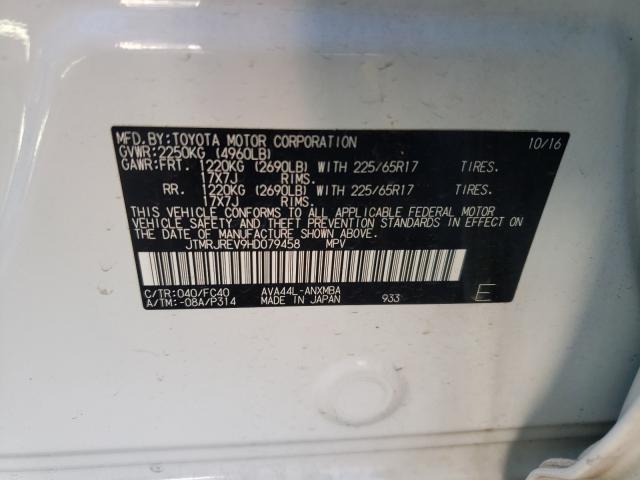 MFD.BY:TOYOTA MOTOR CORPORATION 10/16
GVWR:2250KG (4960LB)
GAWR:FRT. 1220KG (2690LB) WITH 225/65R17 TIRES.
17X7J RIMS.
RR. 1220KG (2690LB) WITH 225/65R17 TIRES.
17X7J RIMS.
THIS VEHICLE CONFORMS TO ALL APPLICABLE FEDERAL MOTOR
VEHICLE SAFETY AND THEFT PREVENTION STANDARDS IN EFFECT ON
THE DATE OF MANUFACTURE SHOWN ABOVE.
JTMRJREV9HD079458 MPV
C/TR:040/FC40 AVA44L-ANXMBA
A/TM:-08A/P314 MADE IN JAPAN 933 E